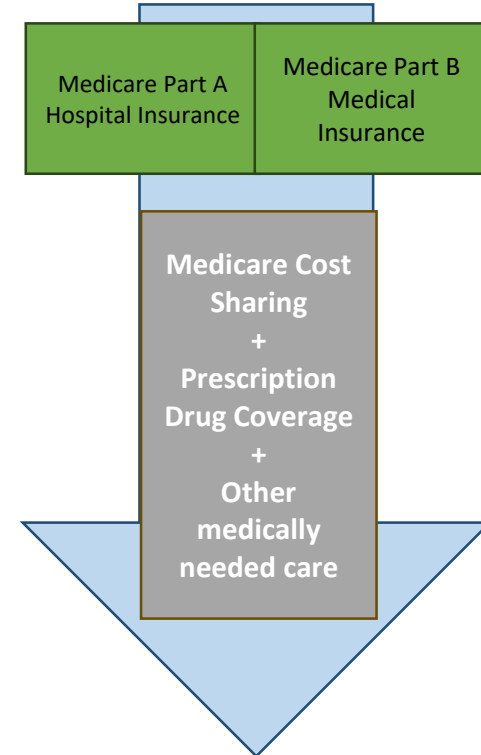 Medicare Part A
Hospital Insurance
Medicare Part B
Medical
Insurance
Medicare Cost
Sharing
+
Prescription
Drug Coverage
+
Other
medically
needed care